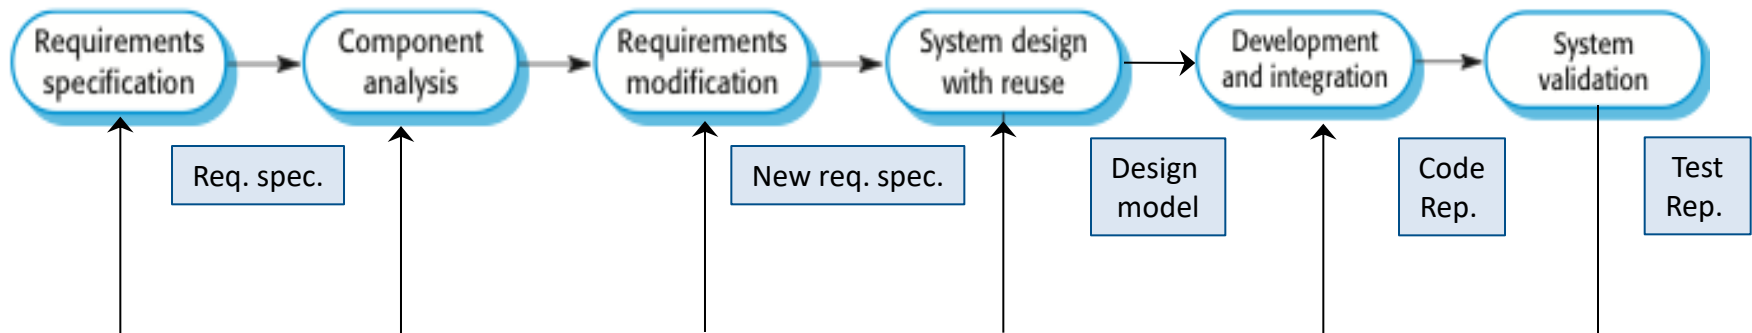 Requirements
specification
Component
analysis
Requirements
modification
System design
with reuse
Development
and integration
System
validation
Req. spec.
New req. spec.
Design
model
Code
Rep.
Test
Rep.